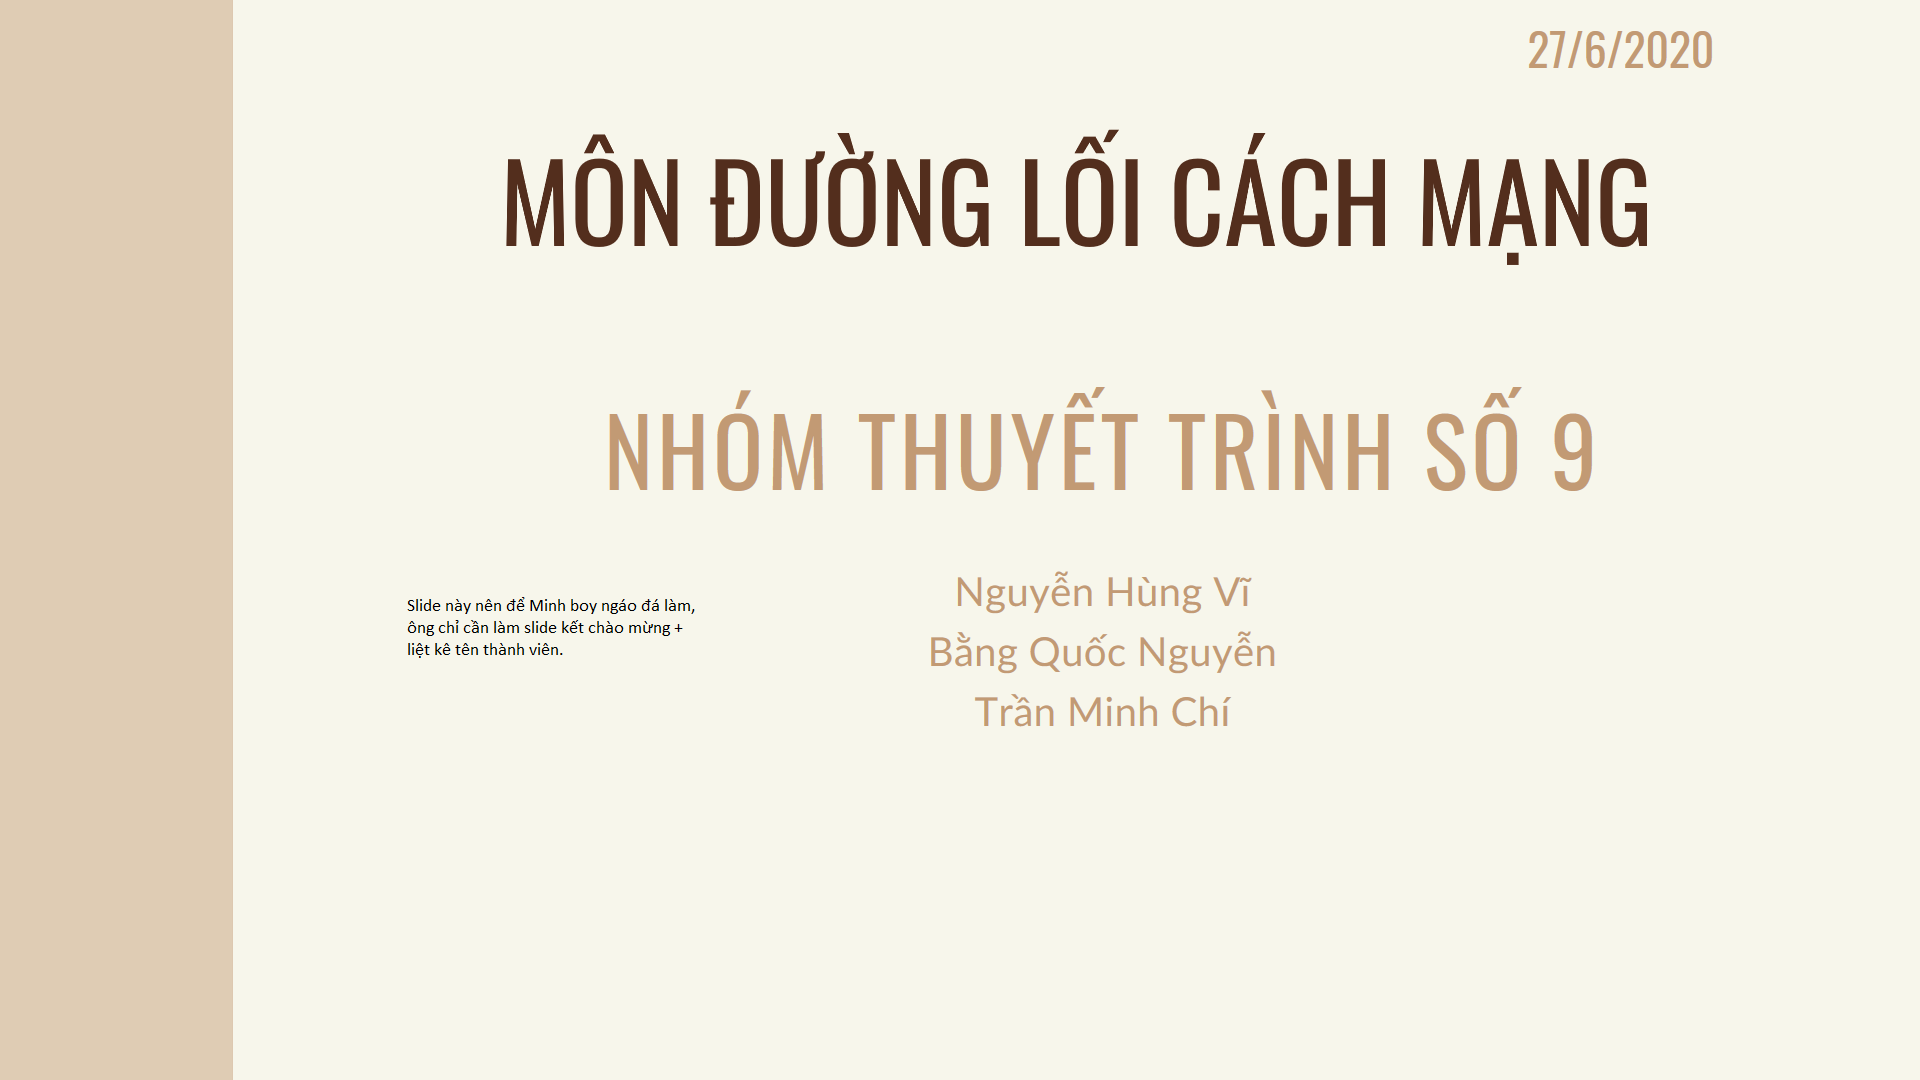 27/6/2020
MÔN ĐƯỜNG LỐI CÁCH MẠNG
NHÓM THUYẾT TRÌNH SỐ 9
Slide này nên để Minh boy ngáo đá làm,
ông chỉ cần làm slide kết chào mừng +
liệt kê tên thành viên.
Nguyễn Hùng Vĩ
Bằng Quốc Nguyễn
Trần Minh Chí